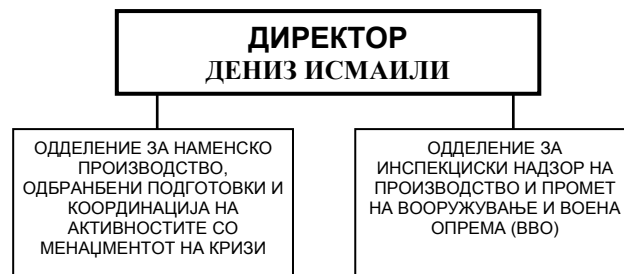 ДИРЕКТОР
ДЕНИЗ ИСМАИЛИ
ОДДЕЛЕНИЕ ЗА НАМЕНСКО
ПРОИЗВОДСТВО,
ОДБРАНБЕНИ ПОДГОТОВКИ И
КООРДИНАЦИЈА НА
АКТИВНОСТИТЕ СО
МЕНАЏМЕНТОТ НА КРИЗИ
ОДДЕЛЕНИЕ ЗА
ИНСПЕКЦИСКИ НАДЗОР НА
ПРОИЗВОДСТВО И ПРОМЕТ
НА ВООРУЖУВАЊЕ И ВОЕНА
ОПРЕМА (ВВО)